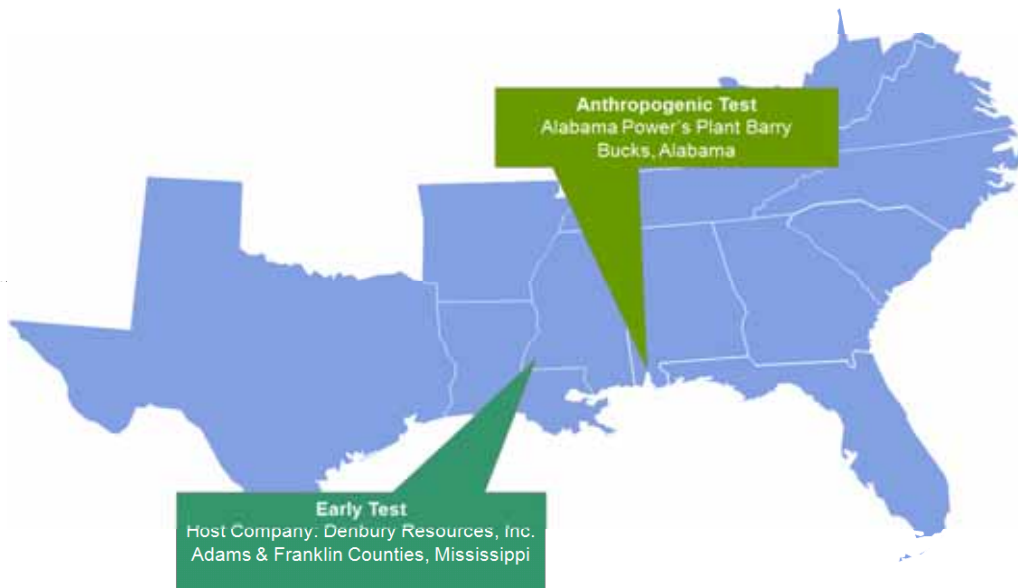 Anthropogenic Test
Alabama Power's Plant Barry
Bucks, Alabama
Early Test
Host Company: Denbury Resources, Inc.
Adams & Franklin Counties, Mississippi